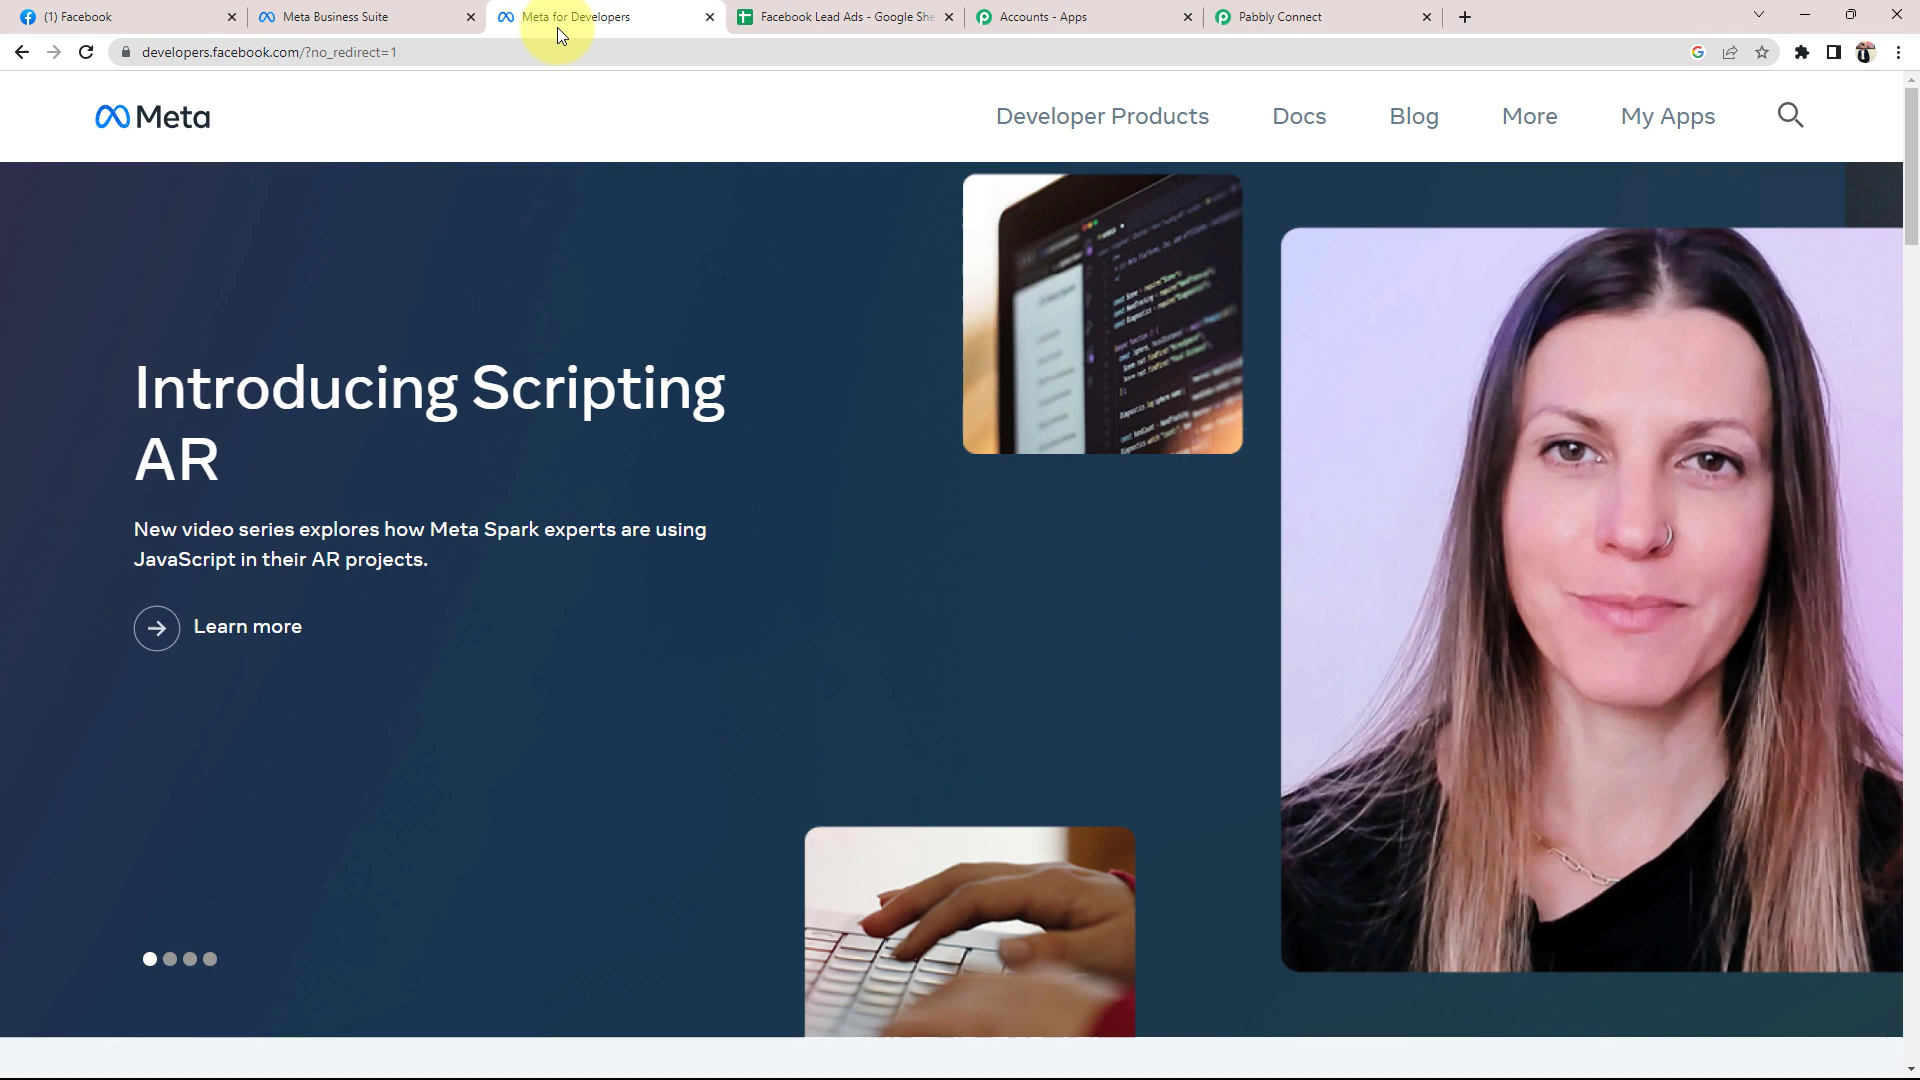 (1) Facebook
Meta Business Suite
Meta for Developers
Facebook Lead Ads - Google She
Accounts - Apps
Pabbly Connect
developers.facebook.com/?no_redirect=1
Meta
Developer Products
Docs
Blog
More
My Apps
Introducing Scripting
AR
New video series explores how Meta Spark experts are using
JavaScript in their AR projects.
Learn more